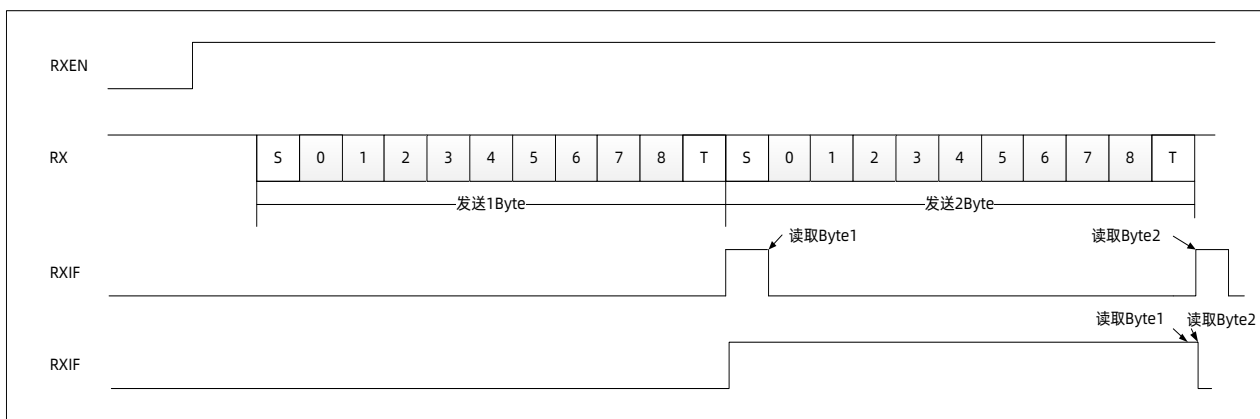 RXEN
RX S 0 1 2 3 4 5 6 7 8 T S 0 1 2 3 4 5 6 7 8 T
发送1Byte 发送2Byte
读取Byte1 读取Byte2
RXIF
读取Byte1 读取Byte2
RXIF